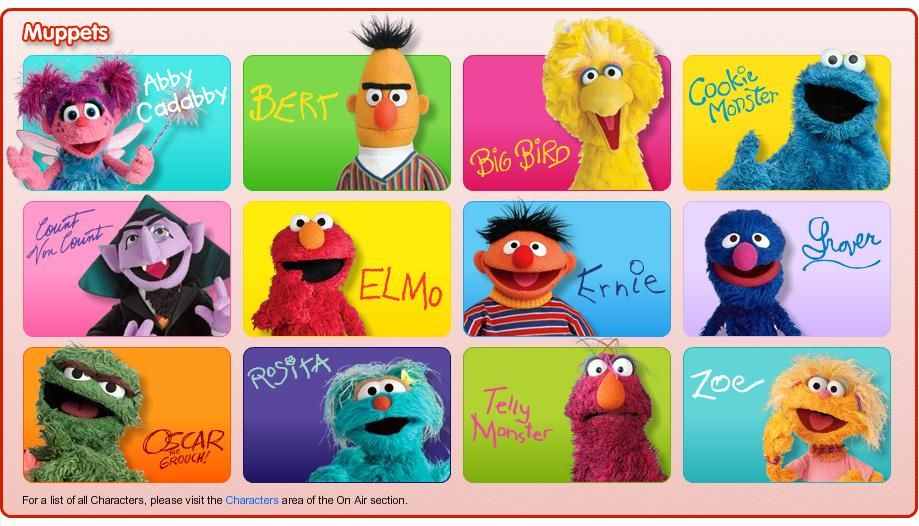 Muppets
Abby
Cadabby
BERT
BIG BIRD
Cookie
Monster
Count
Von Count
ELMo
Ernie
Grover
OSCAR
THE
GROUCH!
ROSITA
Telly
Monster
Zoe
For a list of all Characters, please visit the Characters area of the On Air section.